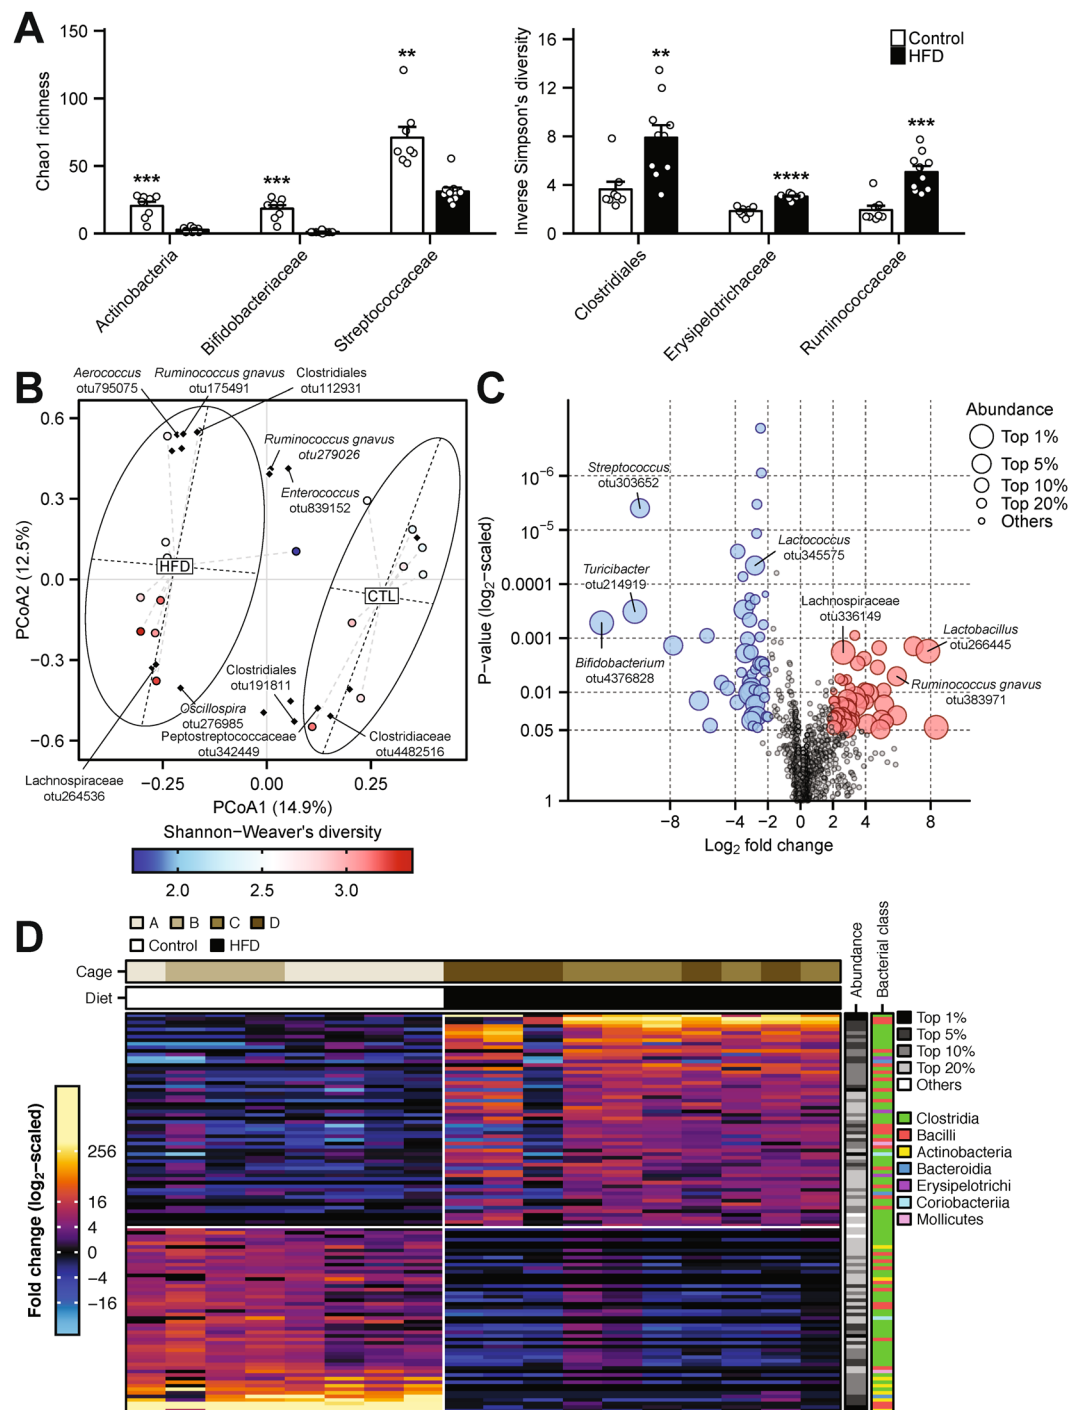 A
150
100
50
0
Chao1 richness
**
***
***
Actinobacteria
Bifidobacteriaceae
Streptococcaceae
16
12
8
4
0
Inverse Simpson's diversity
Control
HFD
**
****
***
Clostridiales
Erysipelotrichaceae
Ruminococcaceae
B
Aerococcus
otu795075
Ruminococcus gnavus
otu175491
Clostridiales
otu112931
Ruminococcus gnavus
otu279026
Enterococcus
otu839152
HFD
CTL
Clostridiales
otu191811
Oscillospira
otu276985
Peptostreptococcaceae
otu342449
Clostridiaceae
otu4482516
Lachnospiraceae
otu264536
0.6
0.3
0.0
−0.3
−0.6
PCoA2 (12.5%)
−0.25
0.00
0.25
PCoA1 (14.9%)
Shannon−Weaver's diversity
2.0
2.5
3.0
C
Abundance
Top 1%
Top 5%
Top 10%
Top 20%
Others
Streptococcus
otu303652
Lactococcus
otu345575
Turicibacter
otu214919
Lachnospiraceae
otu336149
Lactobacillus
otu266445
Bifidobacterium
otu4376828
Ruminococcus gnavus
otu383971
10−6
10−5
0.0001
0.001
0.01
0.05
1
P−value (log2−scaled)
−8
−4
−2
0
2
4
8
Log2 fold change
D
A
B
C
D
Control
HFD
Cage
Diet
Abundance
Bacterial class
Top 1%
Top 5%
Top 10%
Top 20%
Others
Clostridia
Bacilli
Actinobacteria
Bacteroidia
Erysipelotrichi
Coriobacteriia
Mollicutes
Fold change (log2−scaled)
256
16
4
0
−4
−16